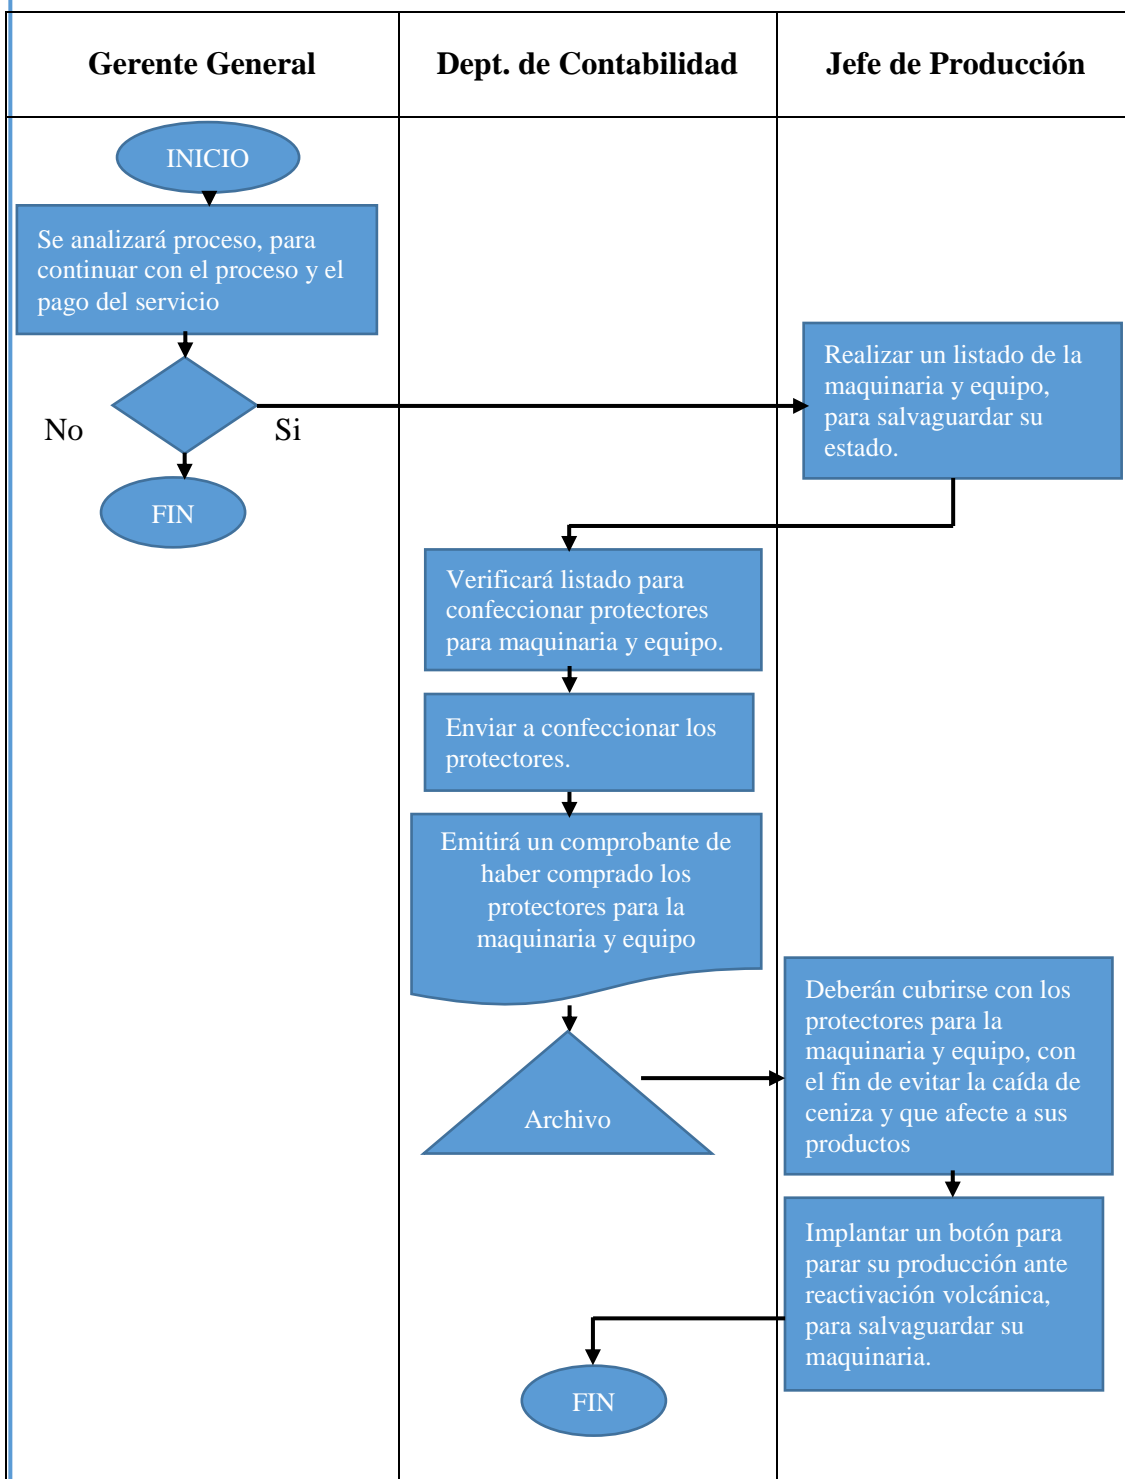 Gerente General
Dept. de Contabilidad
Jefe de Producción
INICIO
Se analizará proceso, para
continuar con el proceso y el
pago del servicio
No
Si
FIN
Realizar un listado de la
maquinaria y equipo,
para salvaguardar su
estado.
Verificará listado para
confeccionar protectores
para maquinaria y equipo.
Enviar a confeccionar los
protectores.
Emitirá un comprobante de
haber comprado los
protectores para la
maquinaria y equipo
Archivo
Deberán cubrirse con los
protectores para la
maquinaria y equipo, con
el fin de evitar la caída de
ceniza y que afecte a sus
productos
Implantar un botón para
parar su producción ante
reactivación volcánica,
para salvaguardar su
maquinaria.
FIN